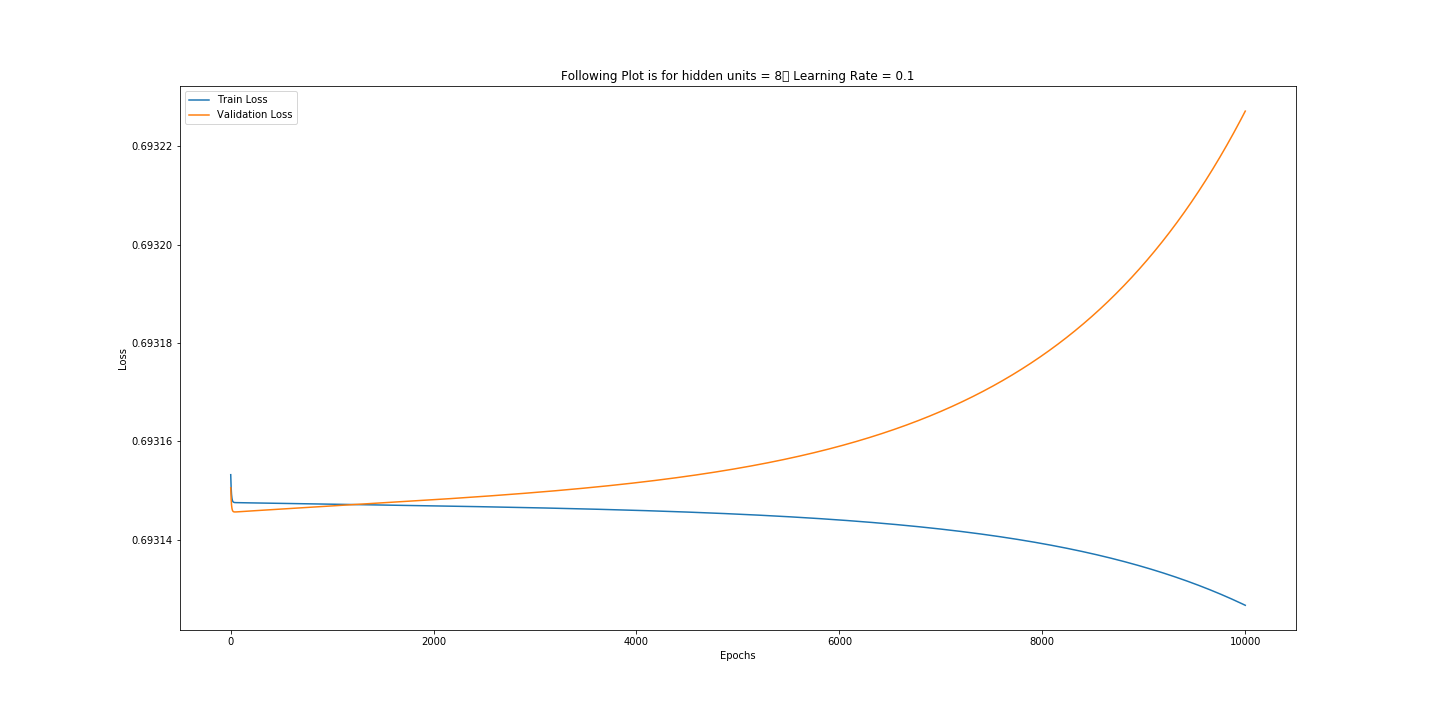 Following Plot is for hidden units = 8▯ Learning Rate = 0.1
Train Loss
Validation Loss
0.69322
0.69320
0.69318
0.69316
0.69314
Loss
0 2000 4000 6000 8000 10000
Epochs